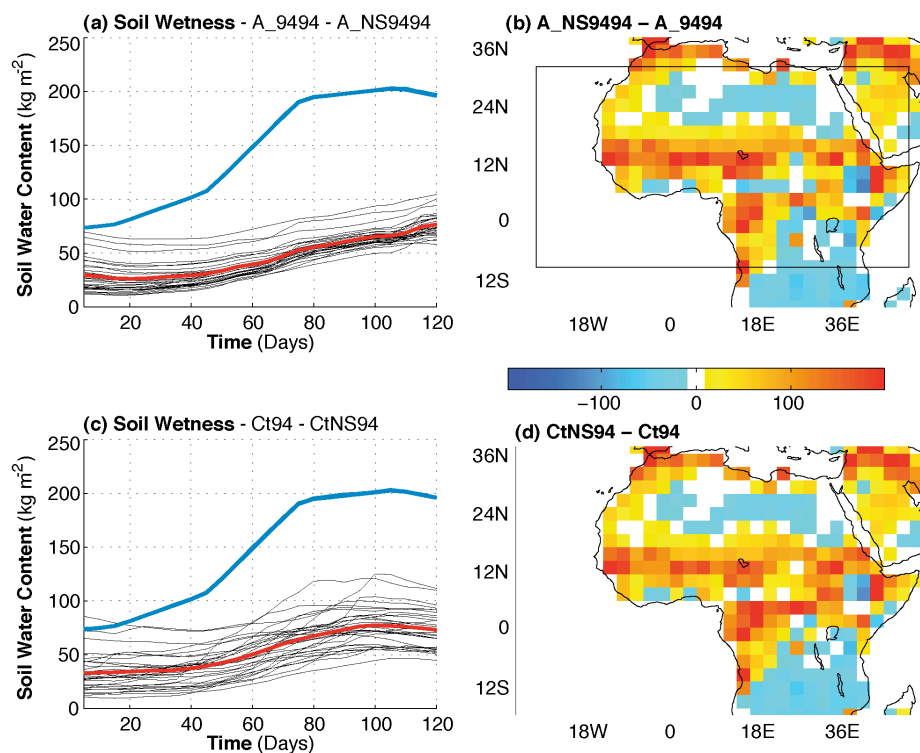 (a) Soil Wetness - A_9494 - A_NS9494
250
200
150
100
50
0
Soil Water Content (kg m-2)
20 40 60 80 100 120
Time (Days)
(b) A_NS9494 – A_9494
36N
24N
12N
0
12S
18W 0 18E 36E
−100 0 100
(c) Soil Wetness - Ct94 - CtNS94
250
200
150
100
50
0
Soil Water Content (kg m-2)
20 40 60 80 100 120
Time (Days)
(d) CtNS94 – Ct94
36N
24N
12N
0
12S
18W 0 18E 36E